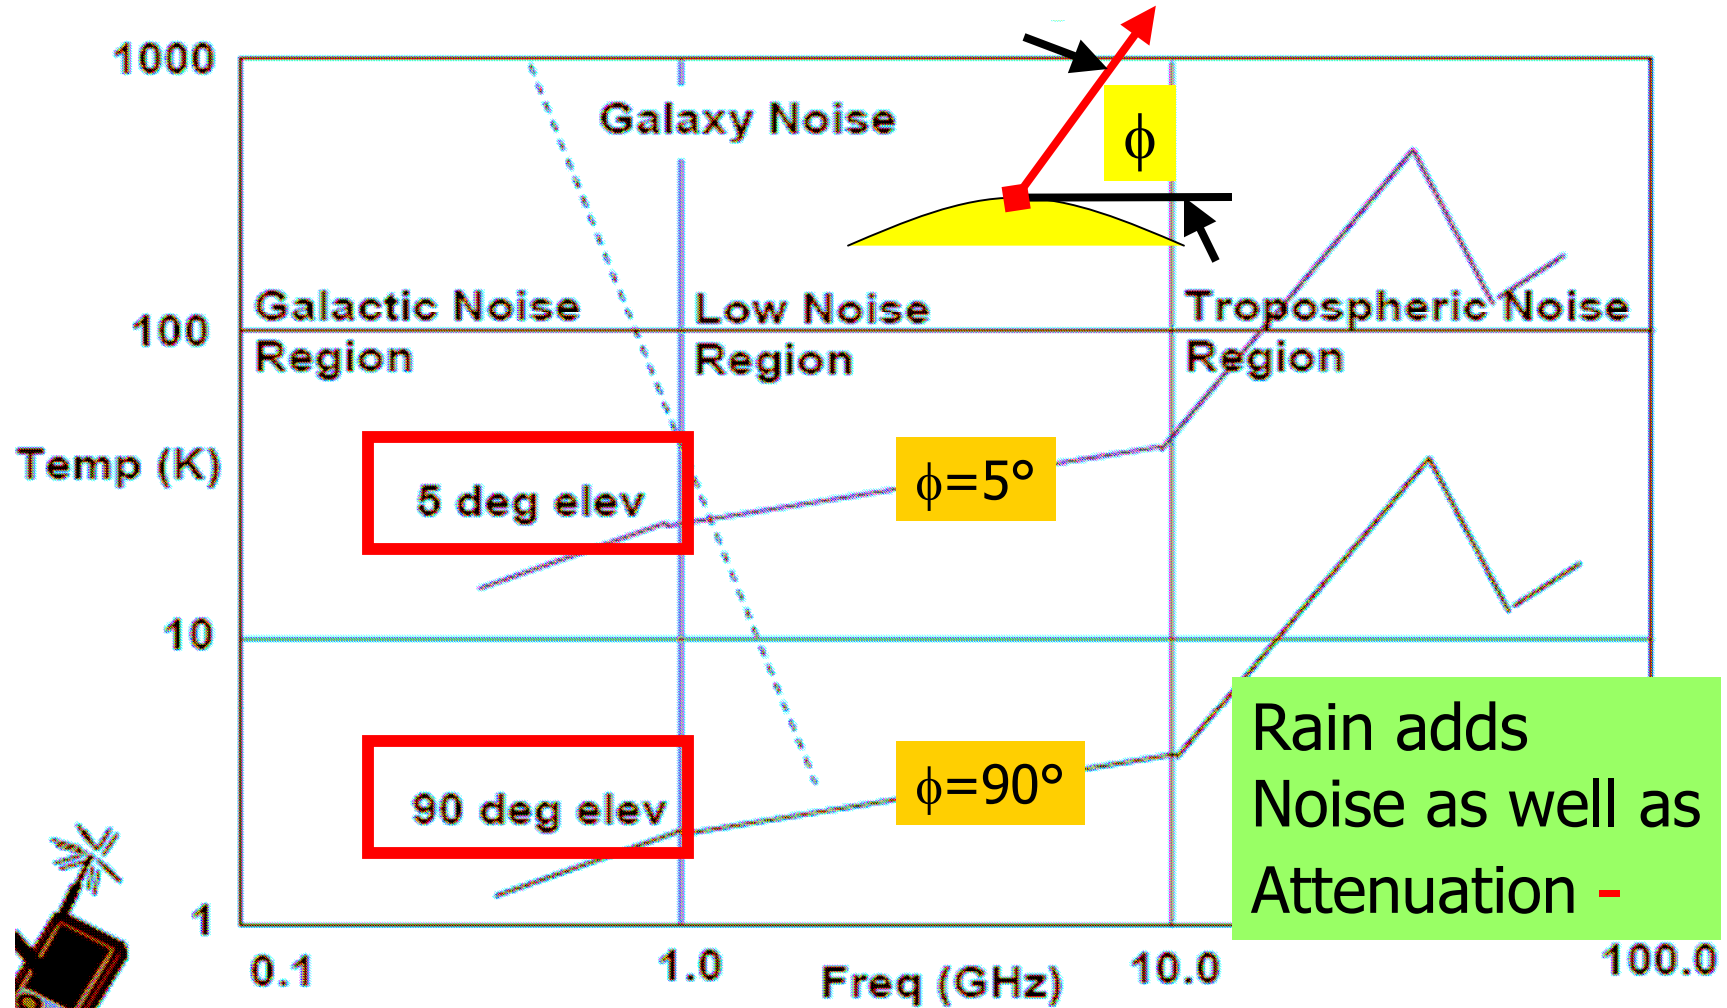 1000
Galaxy Noise
ϕ
Galactic Noise
Region
Low Noise
Region
Tropospheric Noise
Region
100
Temp (K)
5 deg elev
ϕ=5°
10
90 deg elev
ϕ=90°
Rain adds
Noise as well as
Attenuation -
1
0.1
1.0
Freq (GHz)
10.0
100.0